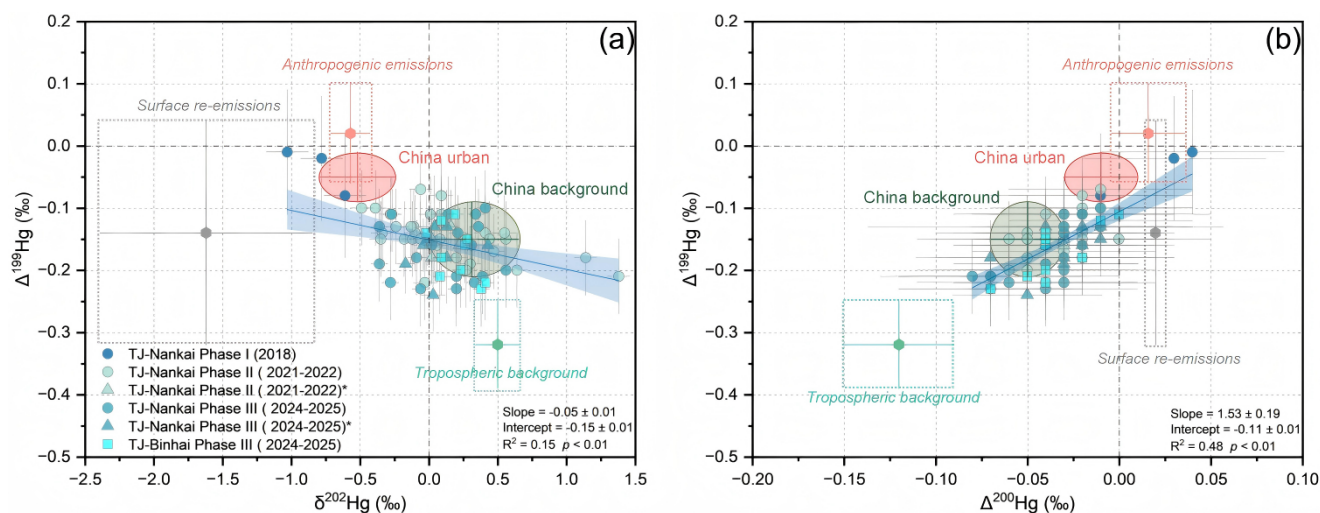 (a)
0.2
0.1
0.0
−0.1
−0.2
−0.3
−0.4
−0.5
Δ¹⁹⁹Hg (‰)
Anthropogenic emissions
Surface re-emissions
China urban
China background
TJ-Nankai Phase I (2018)
TJ-Nankai Phase II ( 2021-2022)
TJ-Nankai Phase II ( 2021-2022)*
TJ-Nankai Phase III ( 2024-2025)
TJ-Nankai Phase III ( 2024-2025)*
TJ-Binhai Phase III ( 2024-2025)
Tropospheric background
Slope = -0.05 ± 0.01
Intercept = -0.15 ± 0.01
R² = 0.15 p < 0.01
−2.5 −2.0 −1.5 −1.0 −0.5 0.0 0.5 1.0 1.5
δ²⁰²Hg (‰)
(b)
0.2
0.1
0.0
−0.1
−0.2
−0.3
−0.4
−0.5
Δ¹⁹⁹Hg (‰)
Anthropogenic emissions
China urban
China background
Surface re-emissions
Tropospheric background
Slope = 1.53 ± 0.19
Intercept = -0.11 ± 0.01
R² = 0.48 p < 0.01
−0.20 −0.15 −0.10 −0.05 0.00 0.05 0.10
Δ²⁰⁰Hg (‰)